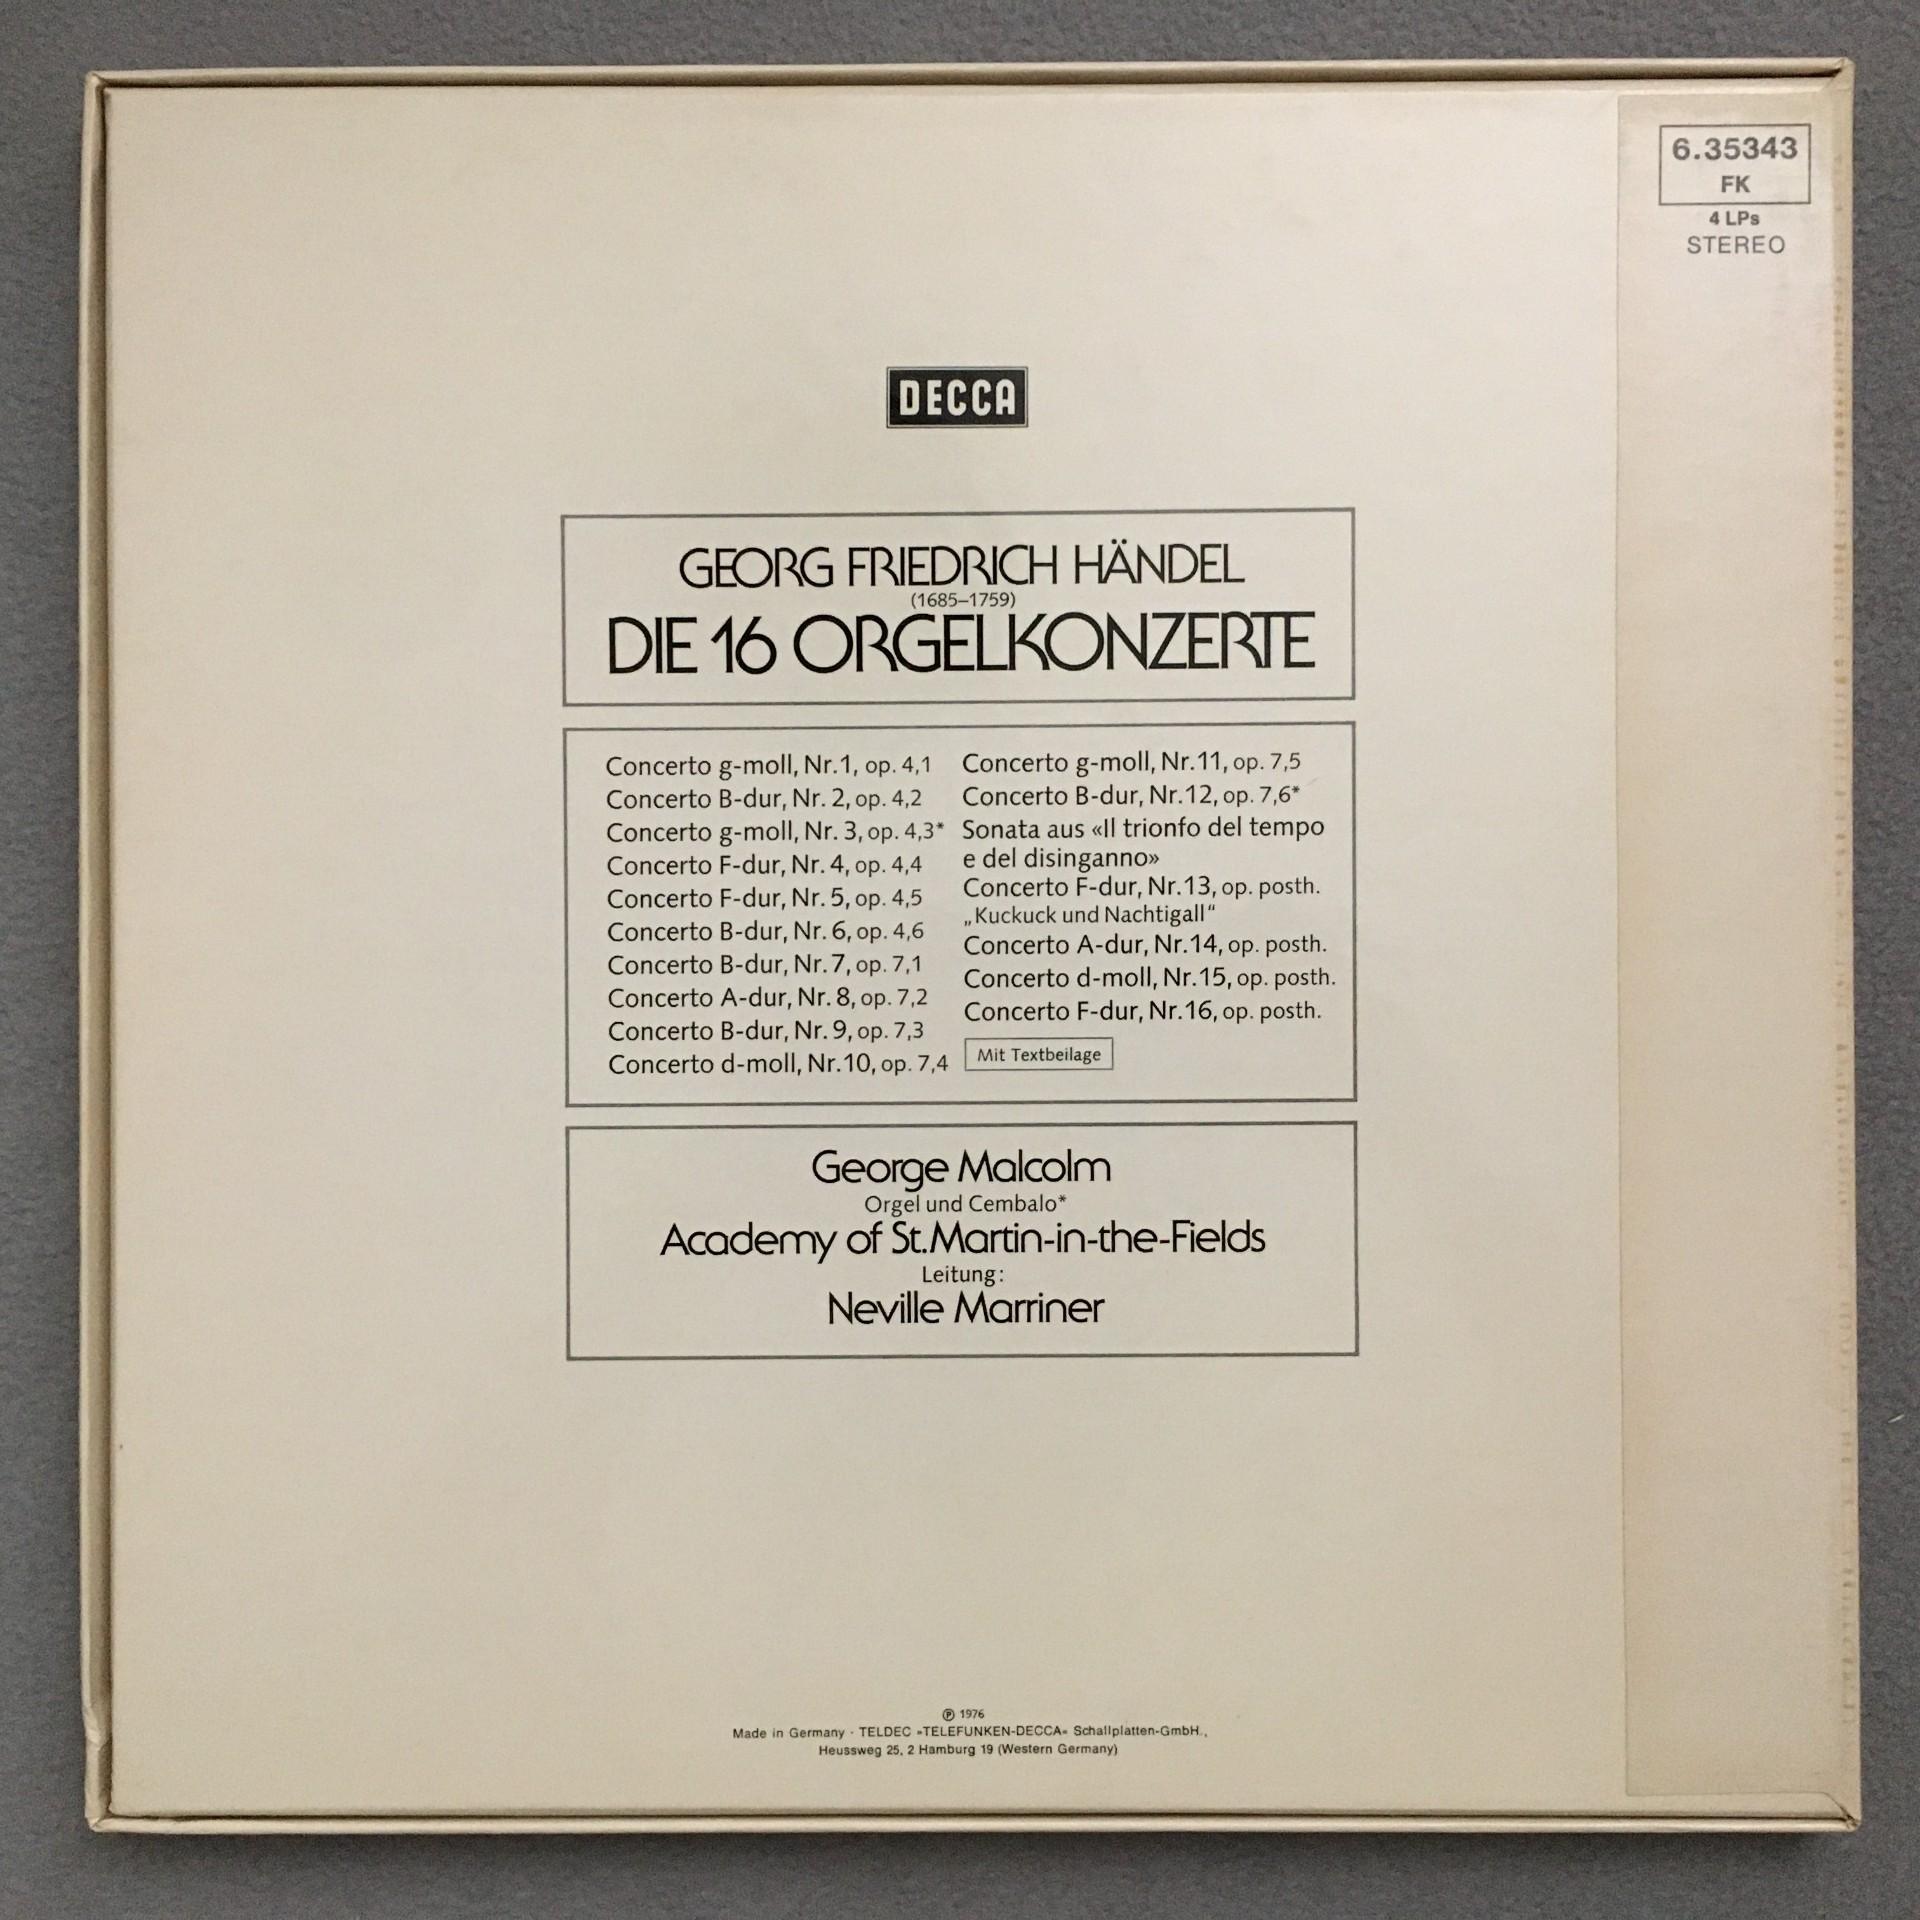 6.35343
FK
4 LPs
STEREO
DECCA
GEORG FRIEDRICH HÄNDEL
(1685–1759)
DIE 16 ORGELKONZERTE
Concerto g-moll, Nr. 1, op. 4,1
Concerto B-dur, Nr. 2, op. 4,2
Concerto g-moll, Nr. 3, op. 4,3*
Concerto F-dur, Nr. 4, op. 4,4
Concerto F-dur, Nr. 5, op. 4,5
Concerto B-dur, Nr. 6, op. 4,6
Concerto B-dur, Nr. 7, op. 7,1
Concerto A-dur, Nr. 8, op. 7,2
Concerto B-dur, Nr. 9, op. 7,3
Concerto d-moll, Nr. 10, op. 7,4
Concerto g-moll, Nr. 11, op. 7,5
Concerto B-dur, Nr. 12, op. 7,6*
Sonata aus «Il trionfo del tempo
e del disinganno»
Concerto F-dur, Nr. 13, op. posth.
„Kuckuck und Nachtigall“
Concerto A-dur, Nr. 14, op. posth.
Concerto d-moll, Nr. 15, op. posth.
Concerto F-dur, Nr. 16, op. posth.
Mit Textbeilage
George Malcolm
Orgel und Cembalo*
Academy of St. Martin-in-the-Fields
Leitung:
Neville Marriner
℗ 1976
Made in Germany · TELDEC »TELEFUNKEN-DECCA« Schallplatten-GmbH.,
Heussweg 25, 2 Hamburg 19 (Western Germany)